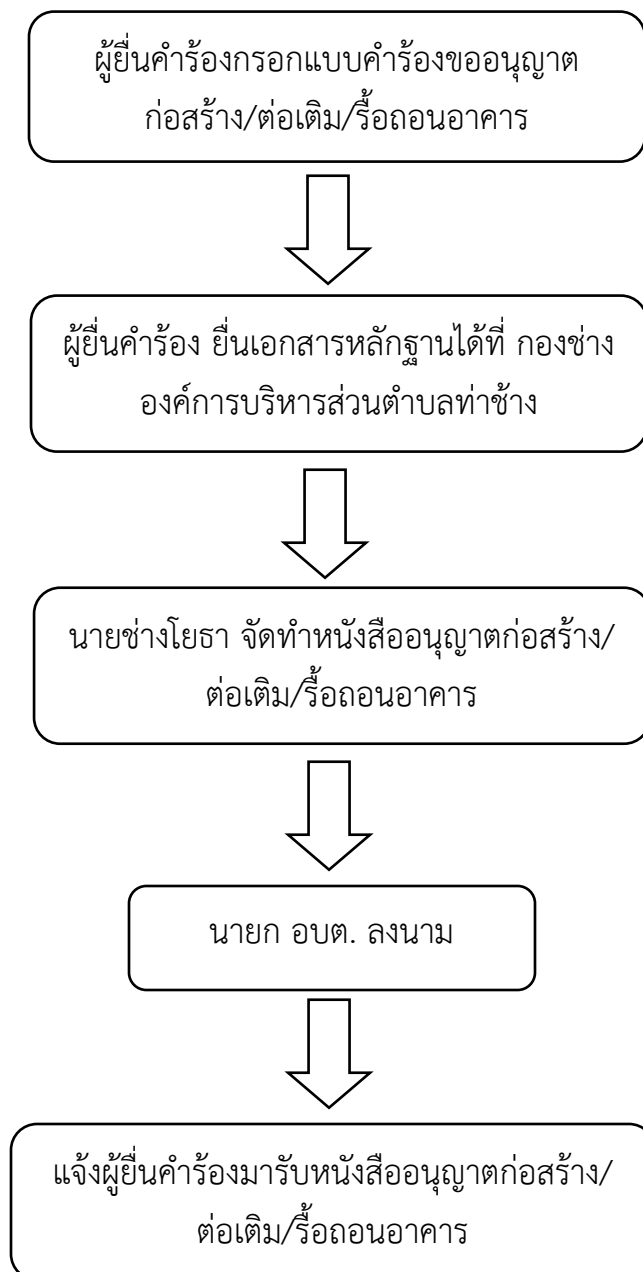 ผู้ยื่นคำร้องกรอกแบบคำร้องขออนุญาต
ก่อสร้าง/ต่อเติม/รื้อถอนอาคาร
ผู้ยื่นคำร้อง ยื่นเอกสารหลักฐานได้ที่ กองช่าง
องค์การบริหารส่วนตำบลท่าช้าง
นายช่างโยธา จัดทำหนังสืออนุญาตก่อสร้าง/
ต่อเติม/รื้อถอนอาคาร
นายก อบต. ลงนาม
แจ้งผู้ยื่นคำร้องมารับหนังสืออนุญาตก่อสร้าง/
ต่อเติม/รื้อถอนอาคาร